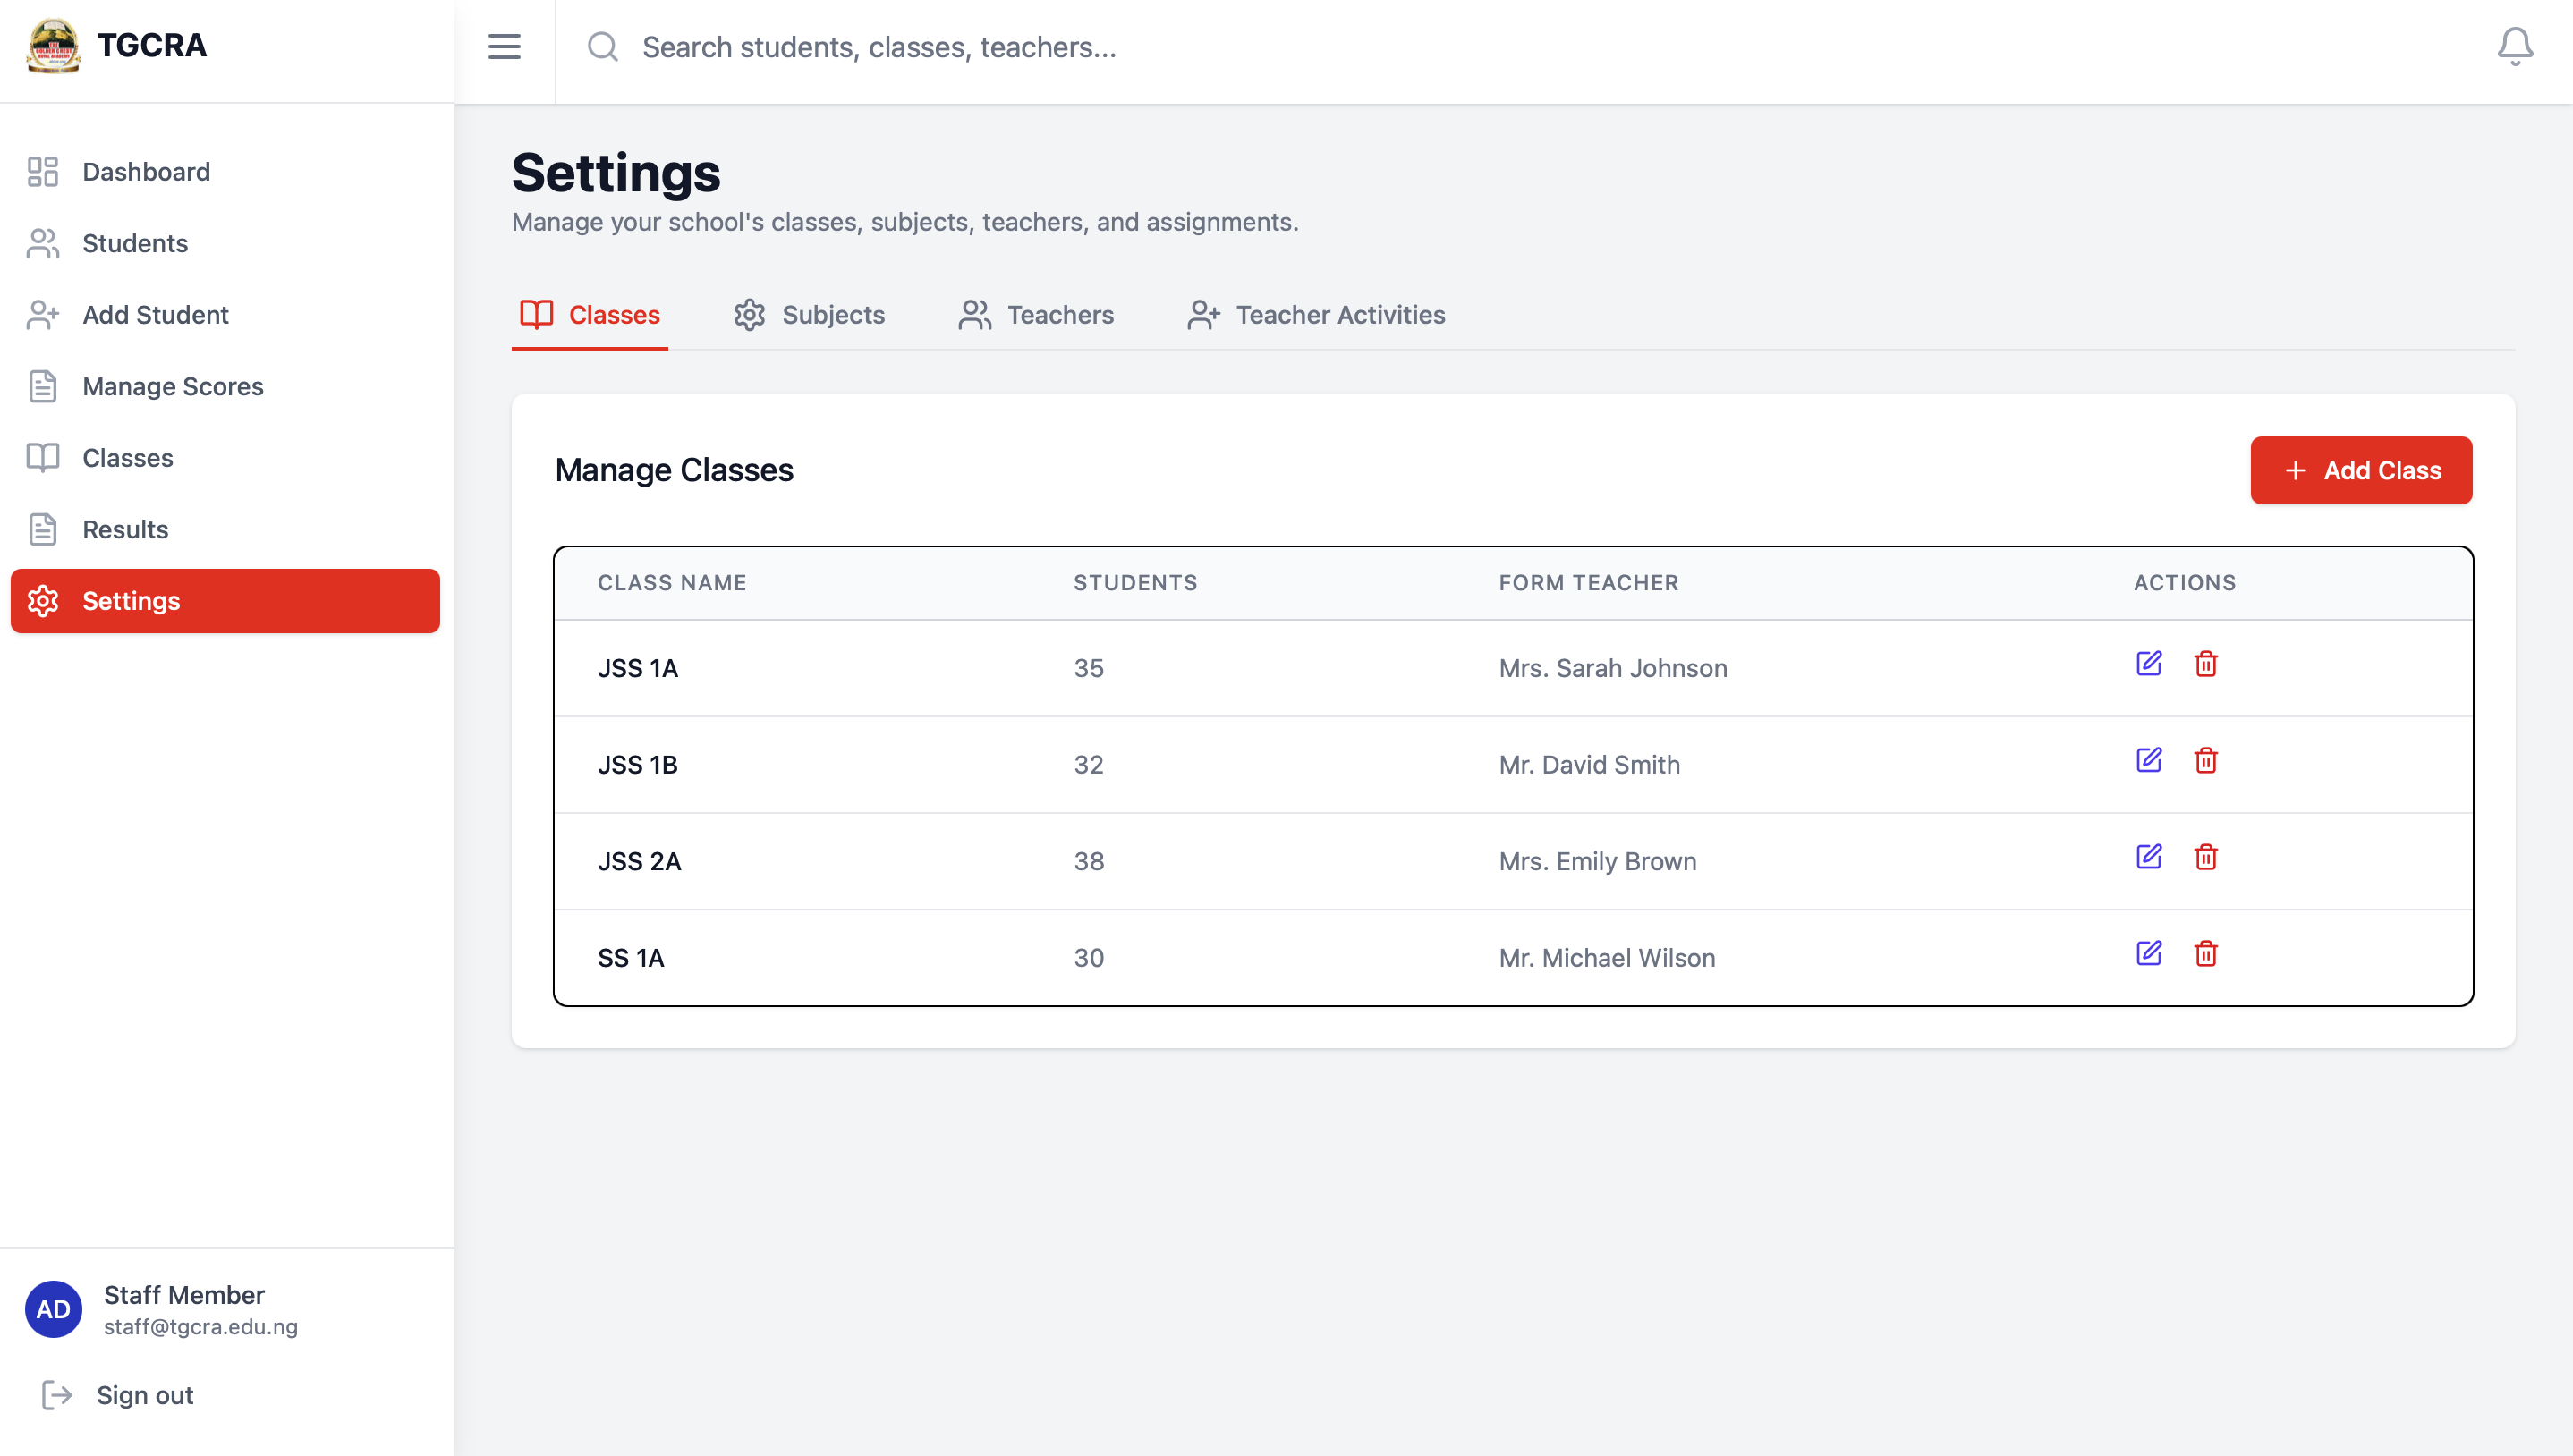 TGCRA
Search students, classes, teachers...
Dashboard
Students
Add Student
Manage Scores
Classes
Results
Settings
Settings
Manage your school's classes, subjects, teachers, and assignments.
Classes
Subjects
Teachers
Teacher Activities
Manage Classes
+ Add Class
CLASS NAME STUDENTS FORM TEACHER ACTIONS
JSS 1A 35 Mrs. Sarah Johnson
JSS 1B 32 Mr. David Smith
JSS 2A 38 Mrs. Emily Brown
SS 1A 30 Mr. Michael Wilson
AD
Staff Member
staff@tgcra.edu.ng
Sign out